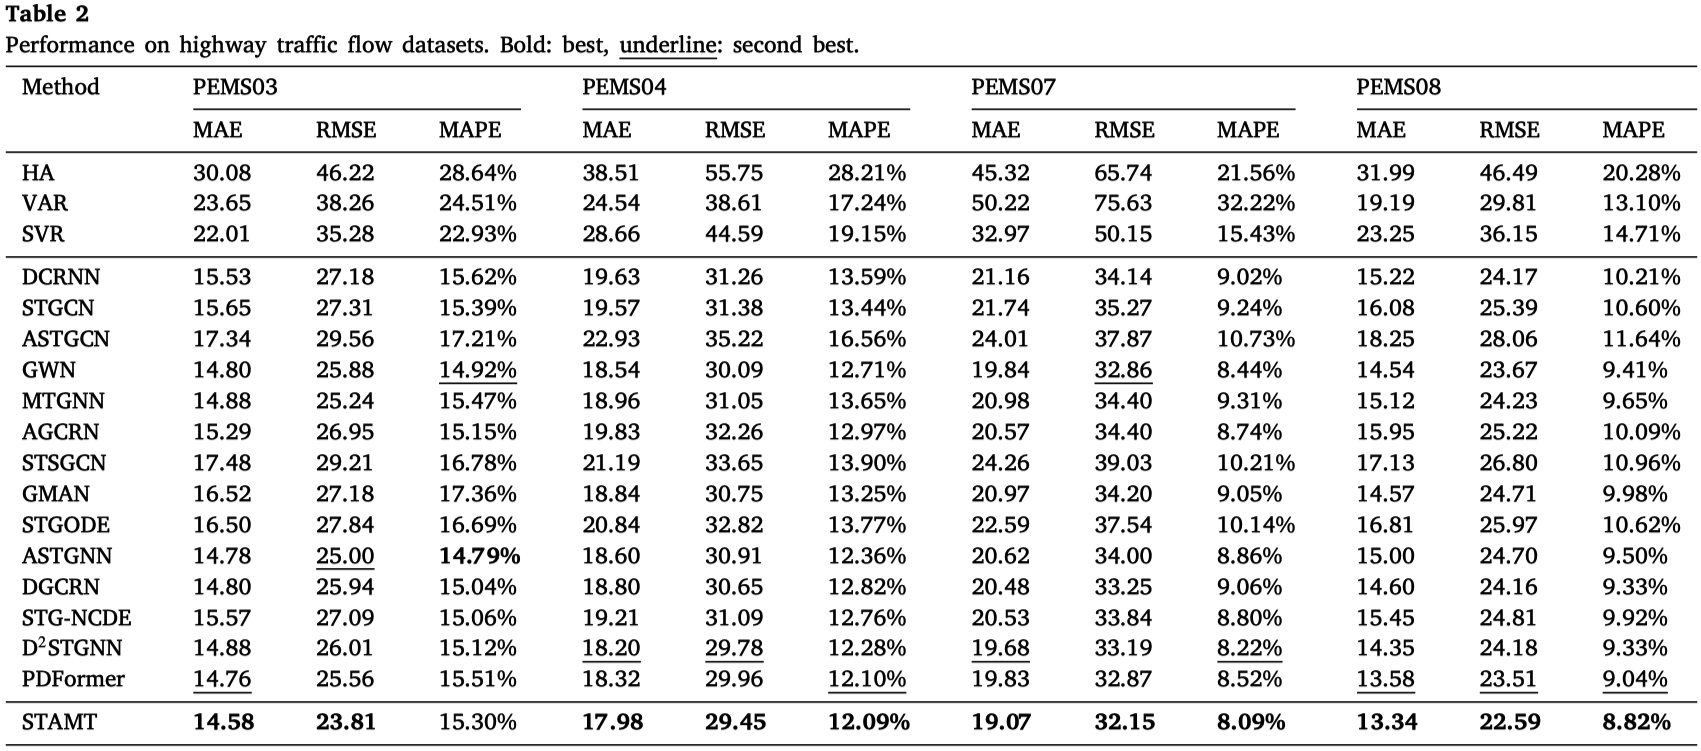 Table 2
Performance on highway traffic flow datasets. Bold: best, underline: second best.
Method PEMS03 PEMS04 PEMS07 PEMS08
MAE RMSE MAPE MAE RMSE MAPE MAE RMSE MAPE MAE RMSE MAPE
HA 30.08 46.22 28.64% 38.51 55.75 28.21% 45.32 65.74 21.56% 31.99 46.49 20.28%
VAR 23.65 38.26 24.51% 24.54 38.61 17.24% 50.22 75.63 32.22% 19.19 29.81 13.10%
SVR 22.01 35.28 22.93% 28.66 44.59 19.15% 32.97 50.15 15.43% 23.25 36.15 14.71%
DCRNN 15.53 27.18 15.62% 19.63 31.26 13.59% 21.16 34.14 9.02% 15.22 24.17 10.21%
STGCN 15.65 27.31 15.39% 19.57 31.38 13.44% 21.74 35.27 9.24% 16.08 25.39 10.60%
ASTGCN 17.34 29.56 17.21% 22.93 35.22 16.56% 24.01 37.87 10.73% 18.25 28.06 11.64%
GWN 14.80 25.88 14.92% 18.54 30.09 12.71% 19.84 32.86 8.44% 14.54 23.67 9.41%
MTGNN 14.88 25.24 15.47% 18.96 31.05 13.65% 20.98 34.40 9.31% 15.12 24.23 9.65%
AGCRN 15.29 26.95 15.15% 19.83 32.26 12.97% 20.57 34.40 8.74% 15.95 25.22 10.09%
STSGCN 17.48 29.21 16.78% 21.19 33.65 13.90% 24.26 39.03 10.21% 17.13 26.80 10.96%
GMAN 16.52 27.18 17.36% 18.84 30.75 13.25% 20.97 34.20 9.05% 14.57 24.71 9.98%
STGODE 16.50 27.84 16.69% 20.84 32.82 13.77% 22.59 37.54 10.14% 16.81 25.97 10.62%
ASTGNN 14.78 25.00 14.79% 18.60 30.91 12.36% 20.62 34.00 8.86% 15.00 24.70 9.50%
DGCRN 14.80 25.94 15.04% 18.80 30.65 12.82% 20.48 33.25 9.06% 14.60 24.16 9.33%
STG-NCDE 15.57 27.09 15.06% 19.21 31.09 12.76% 20.53 33.84 8.80% 15.45 24.81 9.92%
D²STGNN 14.88 26.01 15.12% 18.20 29.78 12.28% 19.68 33.19 8.22% 14.35 24.18 9.33%
PDFormer 14.76 25.56 15.51% 18.32 29.96 12.10% 19.83 32.87 8.52% 13.58 23.51 9.04%
STAMT 14.58 23.81 15.30% 17.98 29.45 12.09% 19.07 32.15 8.09% 13.34 22.59 8.82%